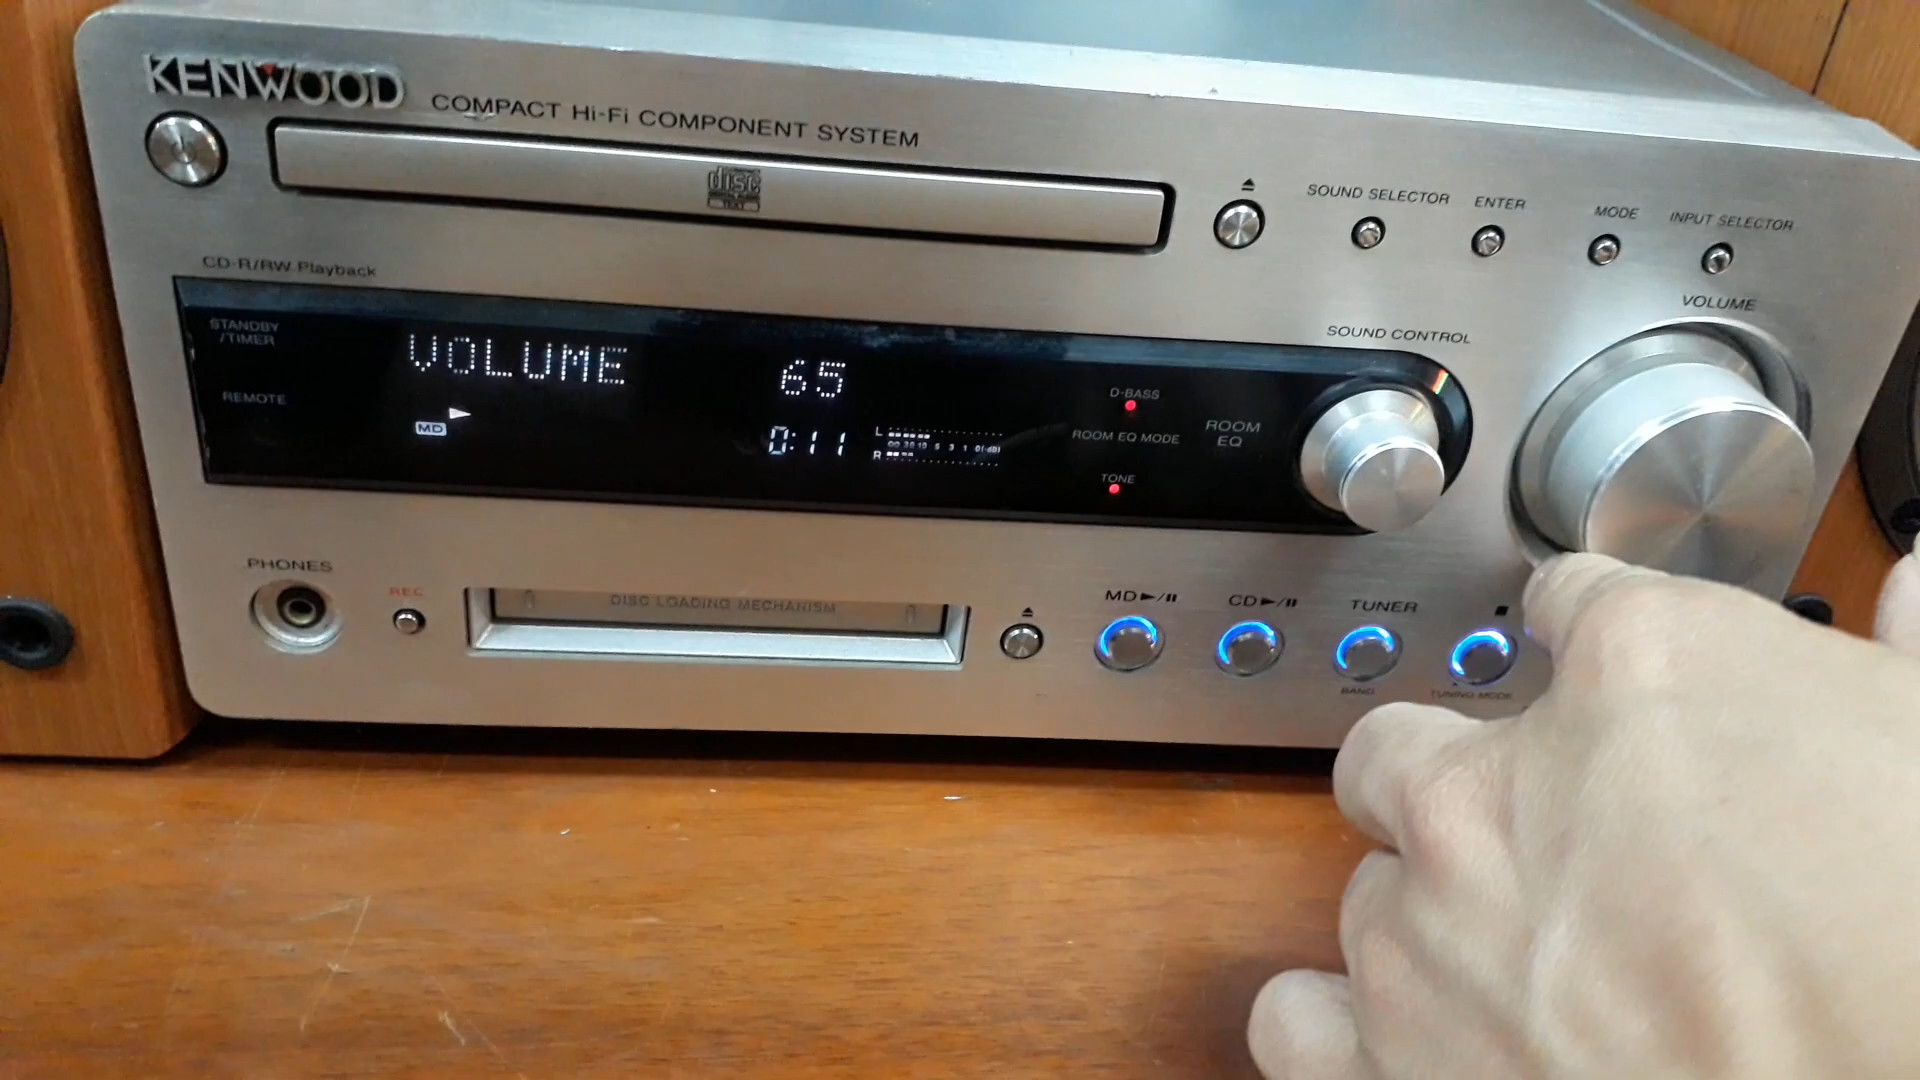 KENWOOD
COMPACT Hi-Fi COMPONENT SYSTEM
disc
TEXT
SOUND SELECTOR
ENTER
MODE
INPUT SELECTOR
CD-R/RW Playback
VOLUME
SOUND CONTROL
STANDBY
/TIMER
VOLUME 65
D-BASS
REMOTE
MD
ROOM EQ MODE
ROOM
EQ
0:11
L
R
TONE
PHONES
REC
DISC LOADING MECHANISM
MD ►/II
CD ►/II
TUNER
BAND
TUNING MODE